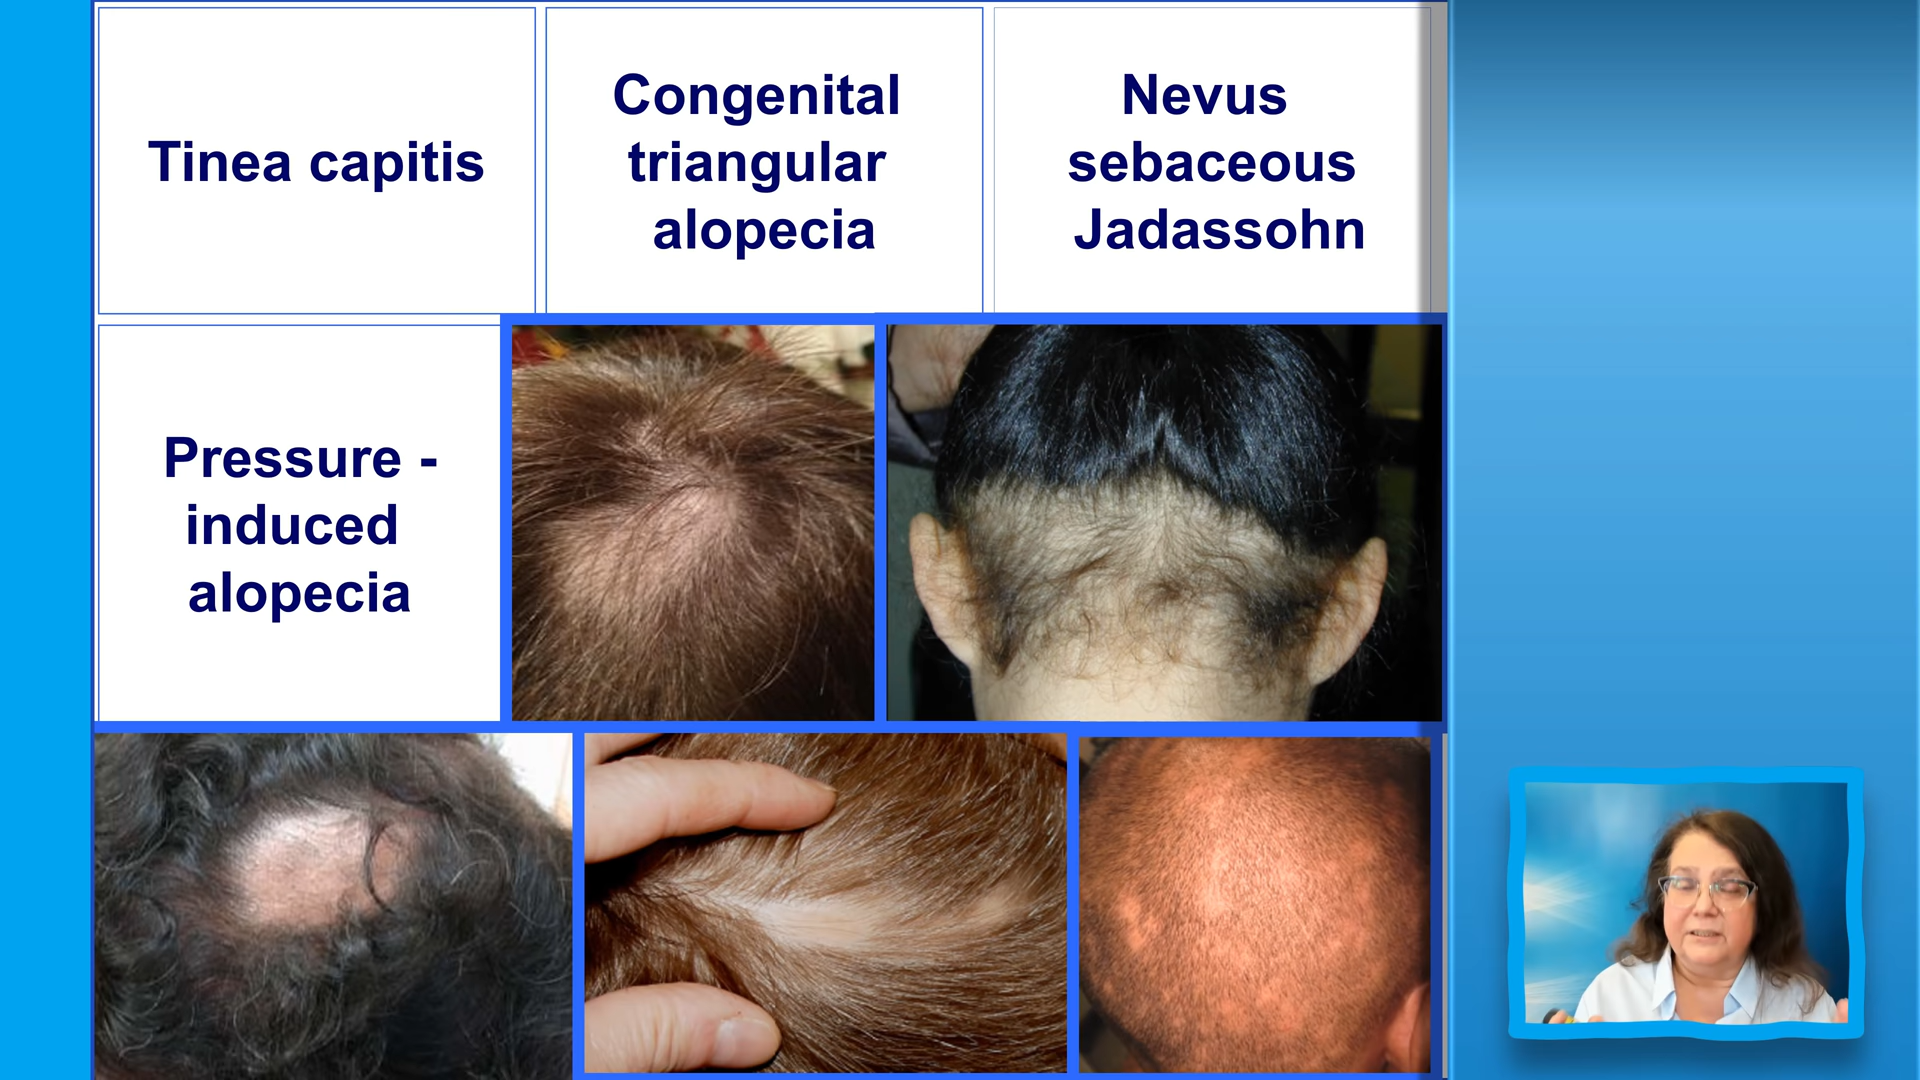 Tinea capitis
Congenital
triangular
alopecia
Nevus
sebaceous
Jadassohn
Pressure -
induced
alopecia